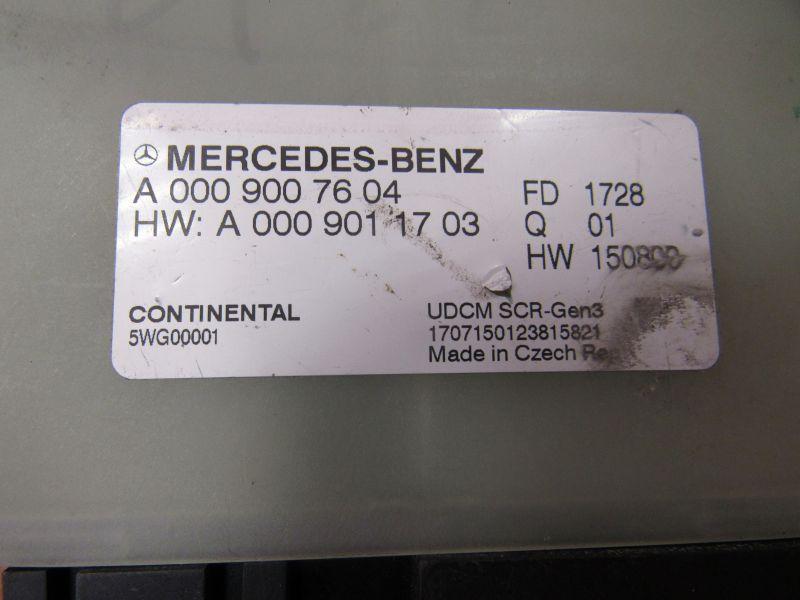 MERCEDES-BENZ
A 000 900 76 04
HW: A 000 901 17 03
FD 1728
Q 01
HW
CONTINENTAL
5WG00001
UDCM SCR-Gen3
1707150123815821
Made in Czech